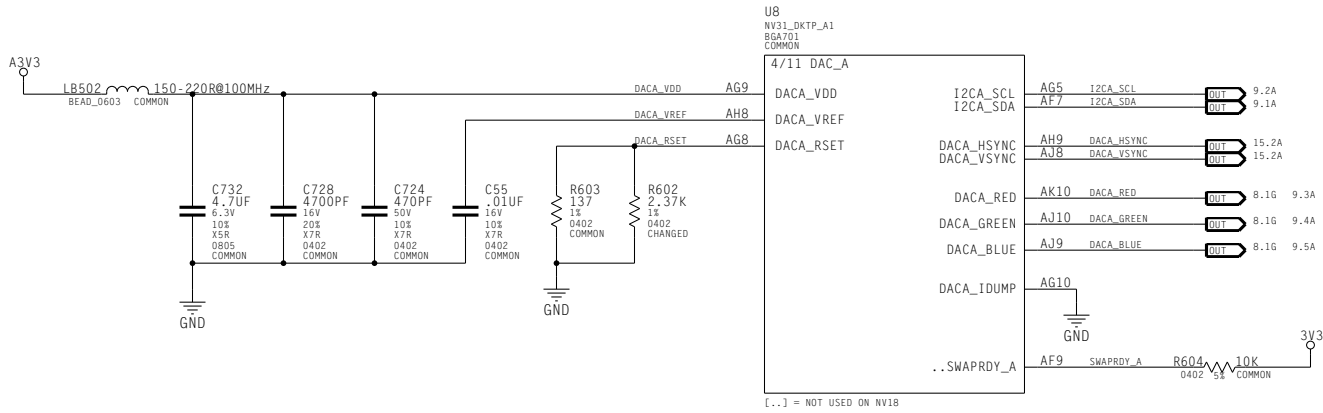 U8
NV31_DKTP_A1
BGA701
COMMON
4/11 DAC_A
A3V3
LB502 150-220R@100MHz
BEAD_0603 COMMON
DACA_VDD AG9 DACA_VDD
DACA_VREF AH8 DACA_VREF
DACA_RSET AG8 DACA_RSET
C732
4.7UF
6.3V
10%
X5R
0805
COMMON
C728
4700PF
16V
20%
X7R
0402
COMMON
C724
470PF
50V
10%
X7R
0402
COMMON
C55
.01UF
16V
10%
X7R
0402
COMMON
R603
137
1%
0402
COMMON
R602
2.37K
1%
0402
CHANGED
GND
GND
I2CA_SCL AG5 I2CA_SCL OUT 9.2A
I2CA_SDA AF7 I2CA_SDA OUT 9.1A
DACA_HSYNC AH9 DACA_HSYNC OUT 15.2A
DACA_VSYNC AJ8 DACA_VSYNC OUT 15.2A
DACA_RED AK10 DACA_RED OUT 8.1G 9.3A
DACA_GREEN AJ10 DACA_GREEN OUT 8.1G 9.4A
DACA_BLUE AJ9 DACA_BLUE OUT 8.1G 9.5A
DACA_IDUMP AG10
GND
3V3
..SWAPRDY_A AF9 SWAPRDY_A R604 10K
0402 5% COMMON
[..] = NOT USED ON NV18